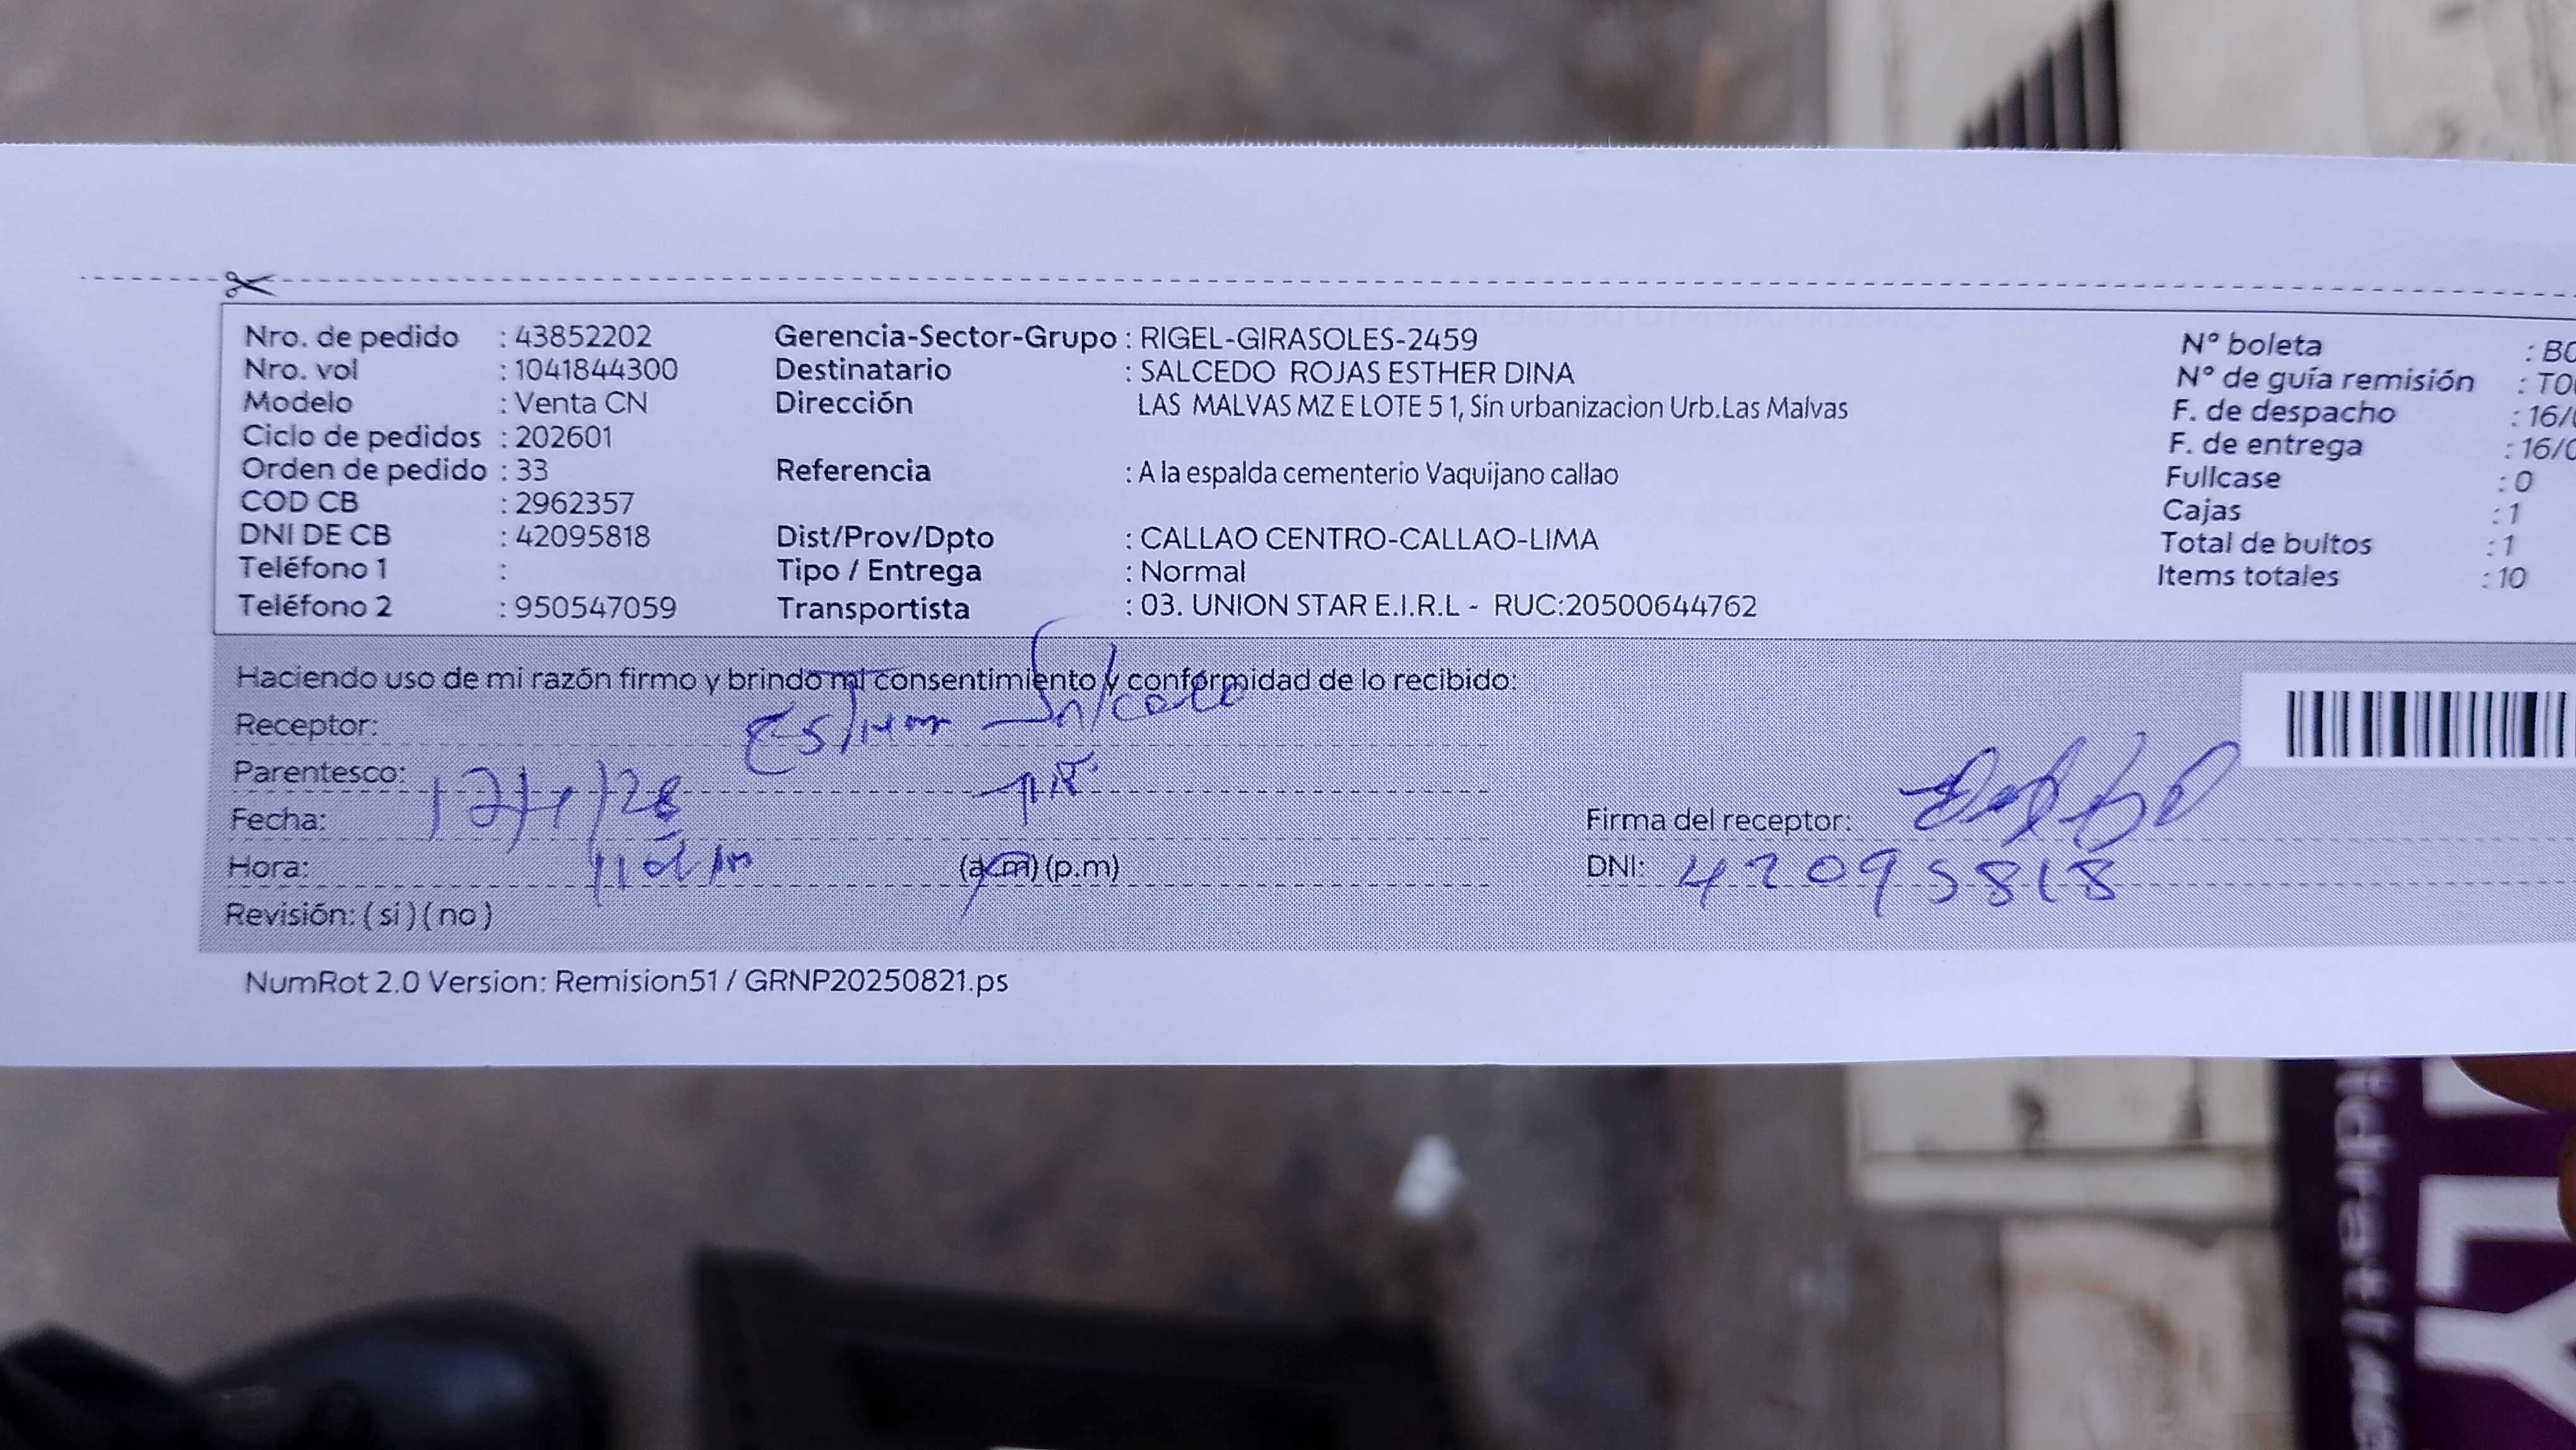 Nro. de pedido : 43852202 Gerencia-Sector-Grupo : RIGEL-GIRASOLES-2459 N° boleta : B0
Nro. vol : 1041844300 Destinatario : SALCEDO ROJAS ESTHER DINA N° de guía remisión : T00
Modelo : Venta CN Dirección LAS MALVAS MZ E LOTE 5 1, Sin urbanizacion Urb.Las Malvas F. de despacho : 16/0
Ciclo de pedidos : 202601 F. de entrega : 16/0
Orden de pedido : 33 Referencia : A la espalda cementerio Vaquijano callao Fullcase : 0
COD CB : 2962357 Cajas : 1
DNI DE CB : 42095818 Dist/Prov/Dpto : CALLAO CENTRO-CALLAO-LIMA Total de bultos : 1
Teléfono 1 : Tipo / Entrega : Normal Items totales : 10
Teléfono 2 : 950547059 Transportista : 03. UNION STAR E.I.R.L - RUC:20500644762
Haciendo uso de mi razón firmo y brindo mi consentimiento y conformidad de lo recibido:
Receptor:
Parentesco:
Fecha: Firma del receptor:
Hora: (a.m) (p.m) DNI: 42095818
Revisión: ( si ) ( no )
NumRot 2.0 Version: Remision51 / GRNP20250821.ps